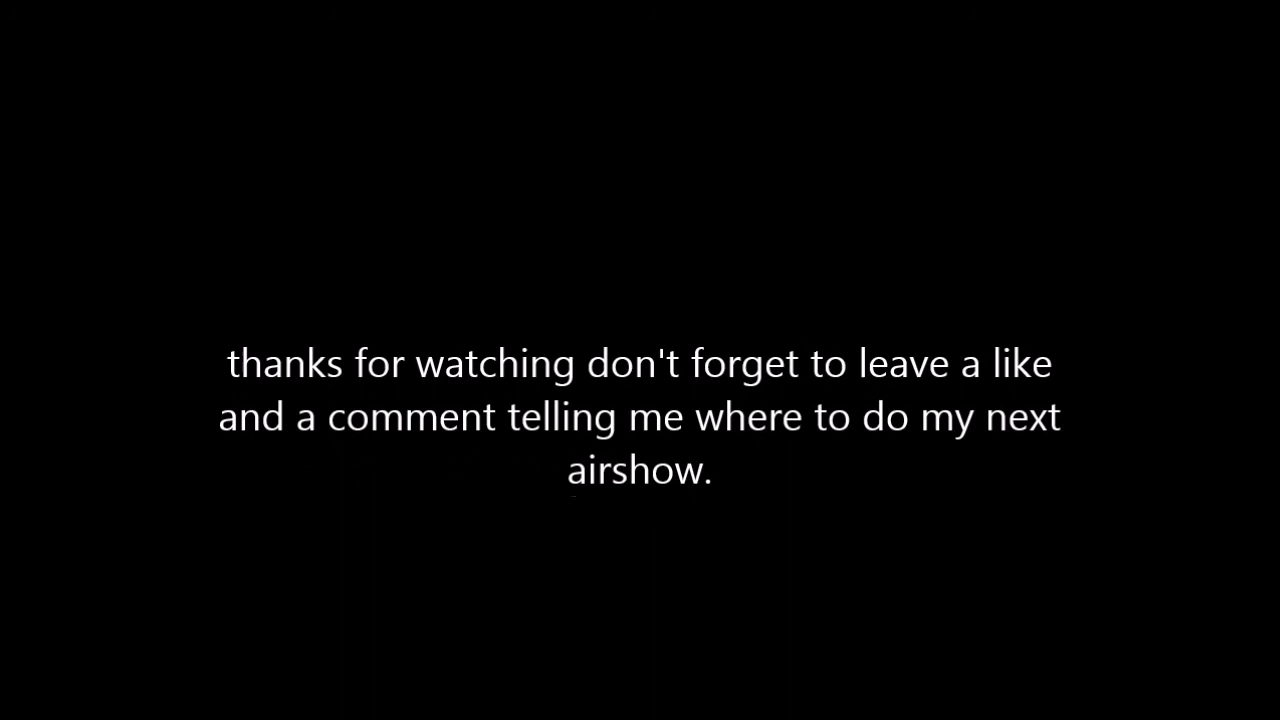 thanks for watching don't forget to leave a like
and a comment telling me where to do my next
airshow.